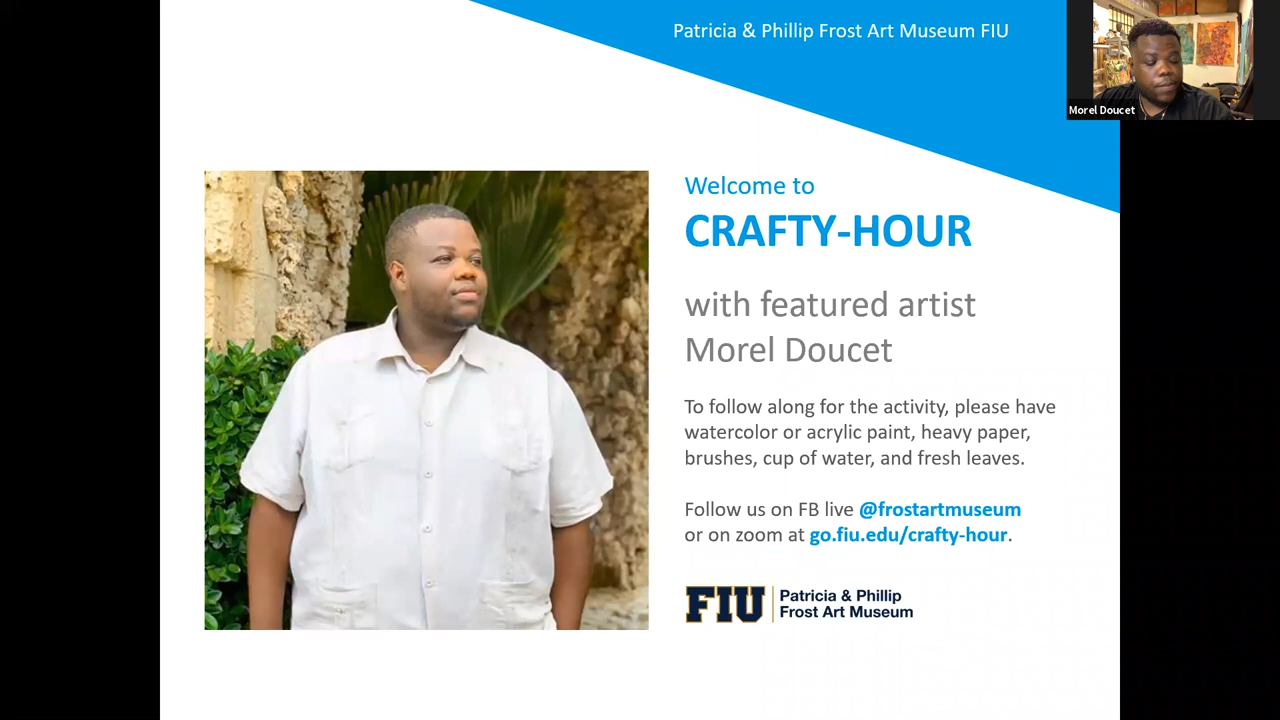 Patricia & Phillip Frost Art Museum FIU
Morel Doucet
Welcome to
CRAFTY-HOUR
with featured artist
Morel Doucet
To follow along for the activity, please have
watercolor or acrylic paint, heavy paper,
brushes, cup of water, and fresh leaves.
Follow us on FB live @frostartmuseum
or on zoom at go.fiu.edu/crafty-hour.
FIU
Patricia & Phillip
Frost Art Museum